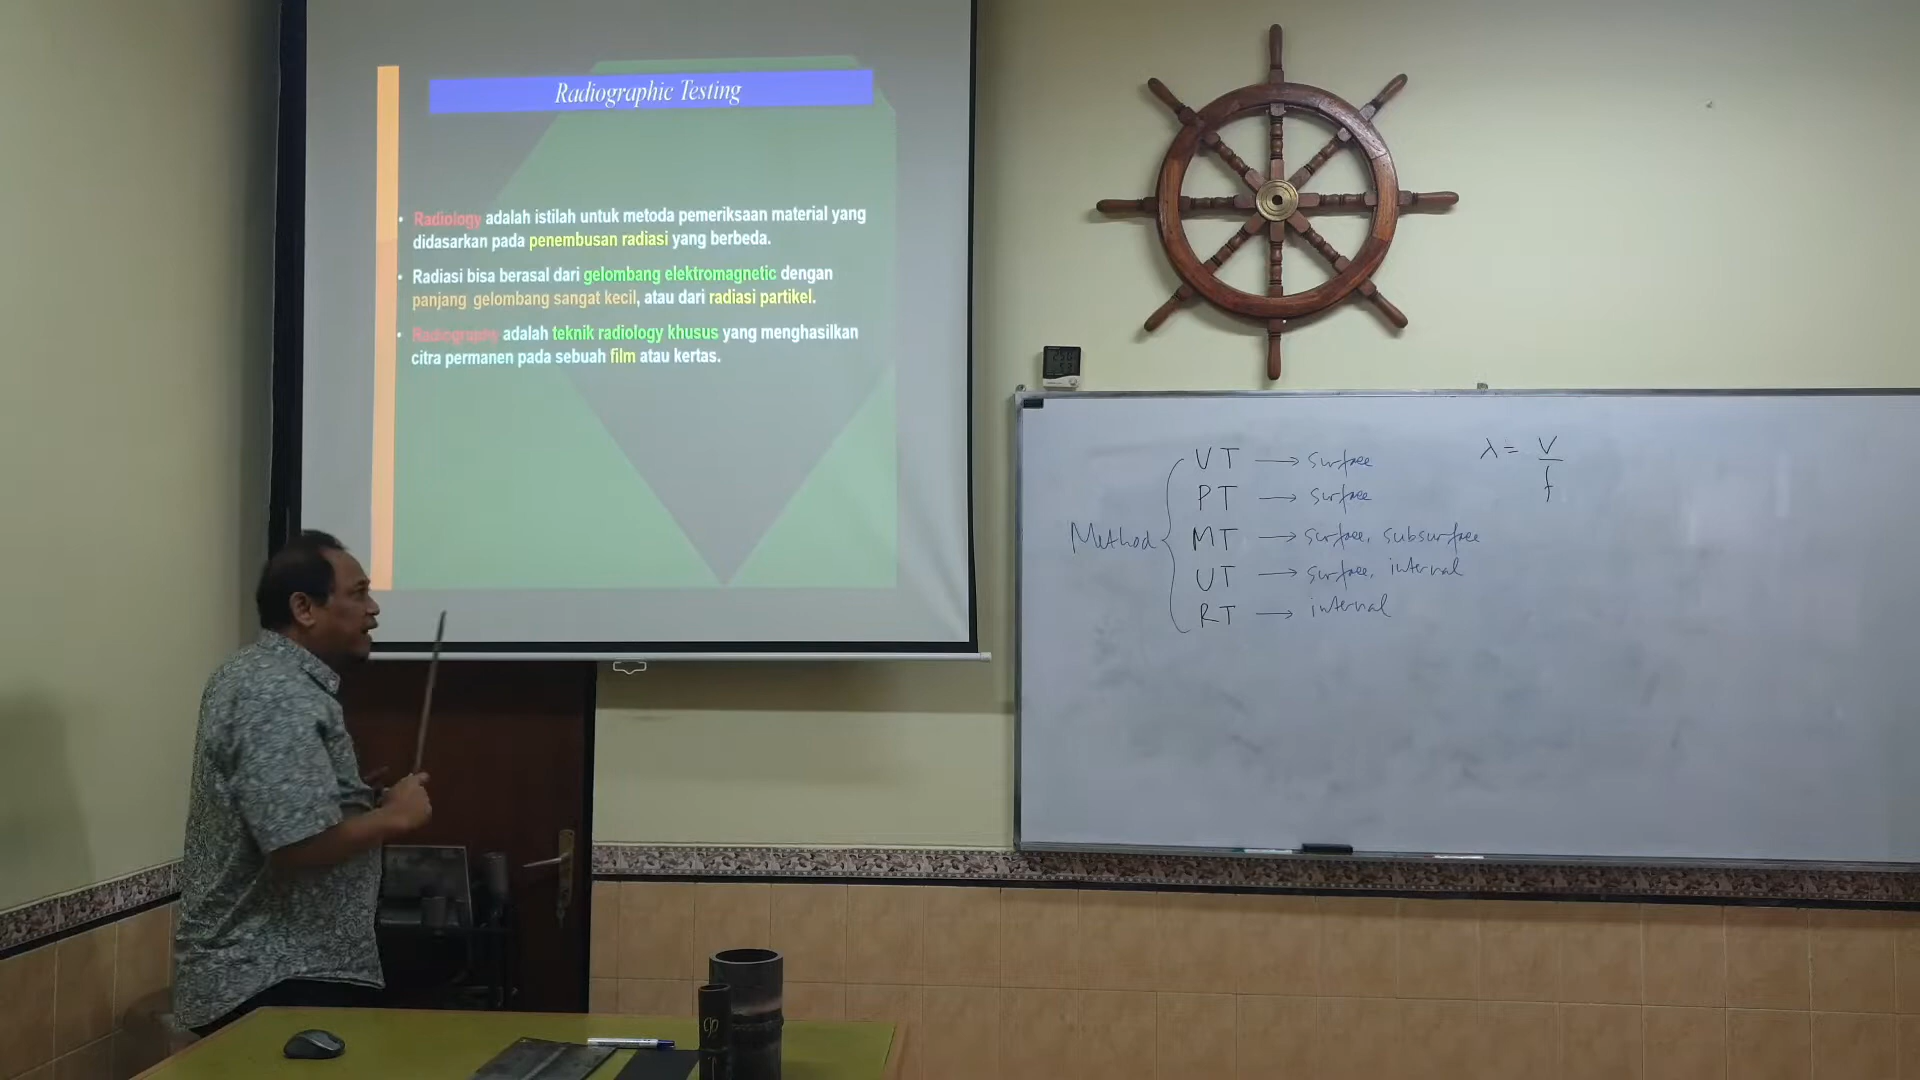 Radiographic Testing
• Radiology adalah istilah untuk metoda pemeriksaan material yang
didasarkan pada penembusan radiasi yang berbeda.
• Radiasi bisa berasal dari gelombang elektromagnetic dengan
panjang gelombang sangat kecil, atau dari radiasi partikel.
• Radiography adalah teknik radiology khusus yang menghasilkan
citra permanen pada sebuah film atau kertas.
Method
VT → surface
PT → surface
MT → surface, subsurface
UT → surface, internal
RT → internal
λ = V
f